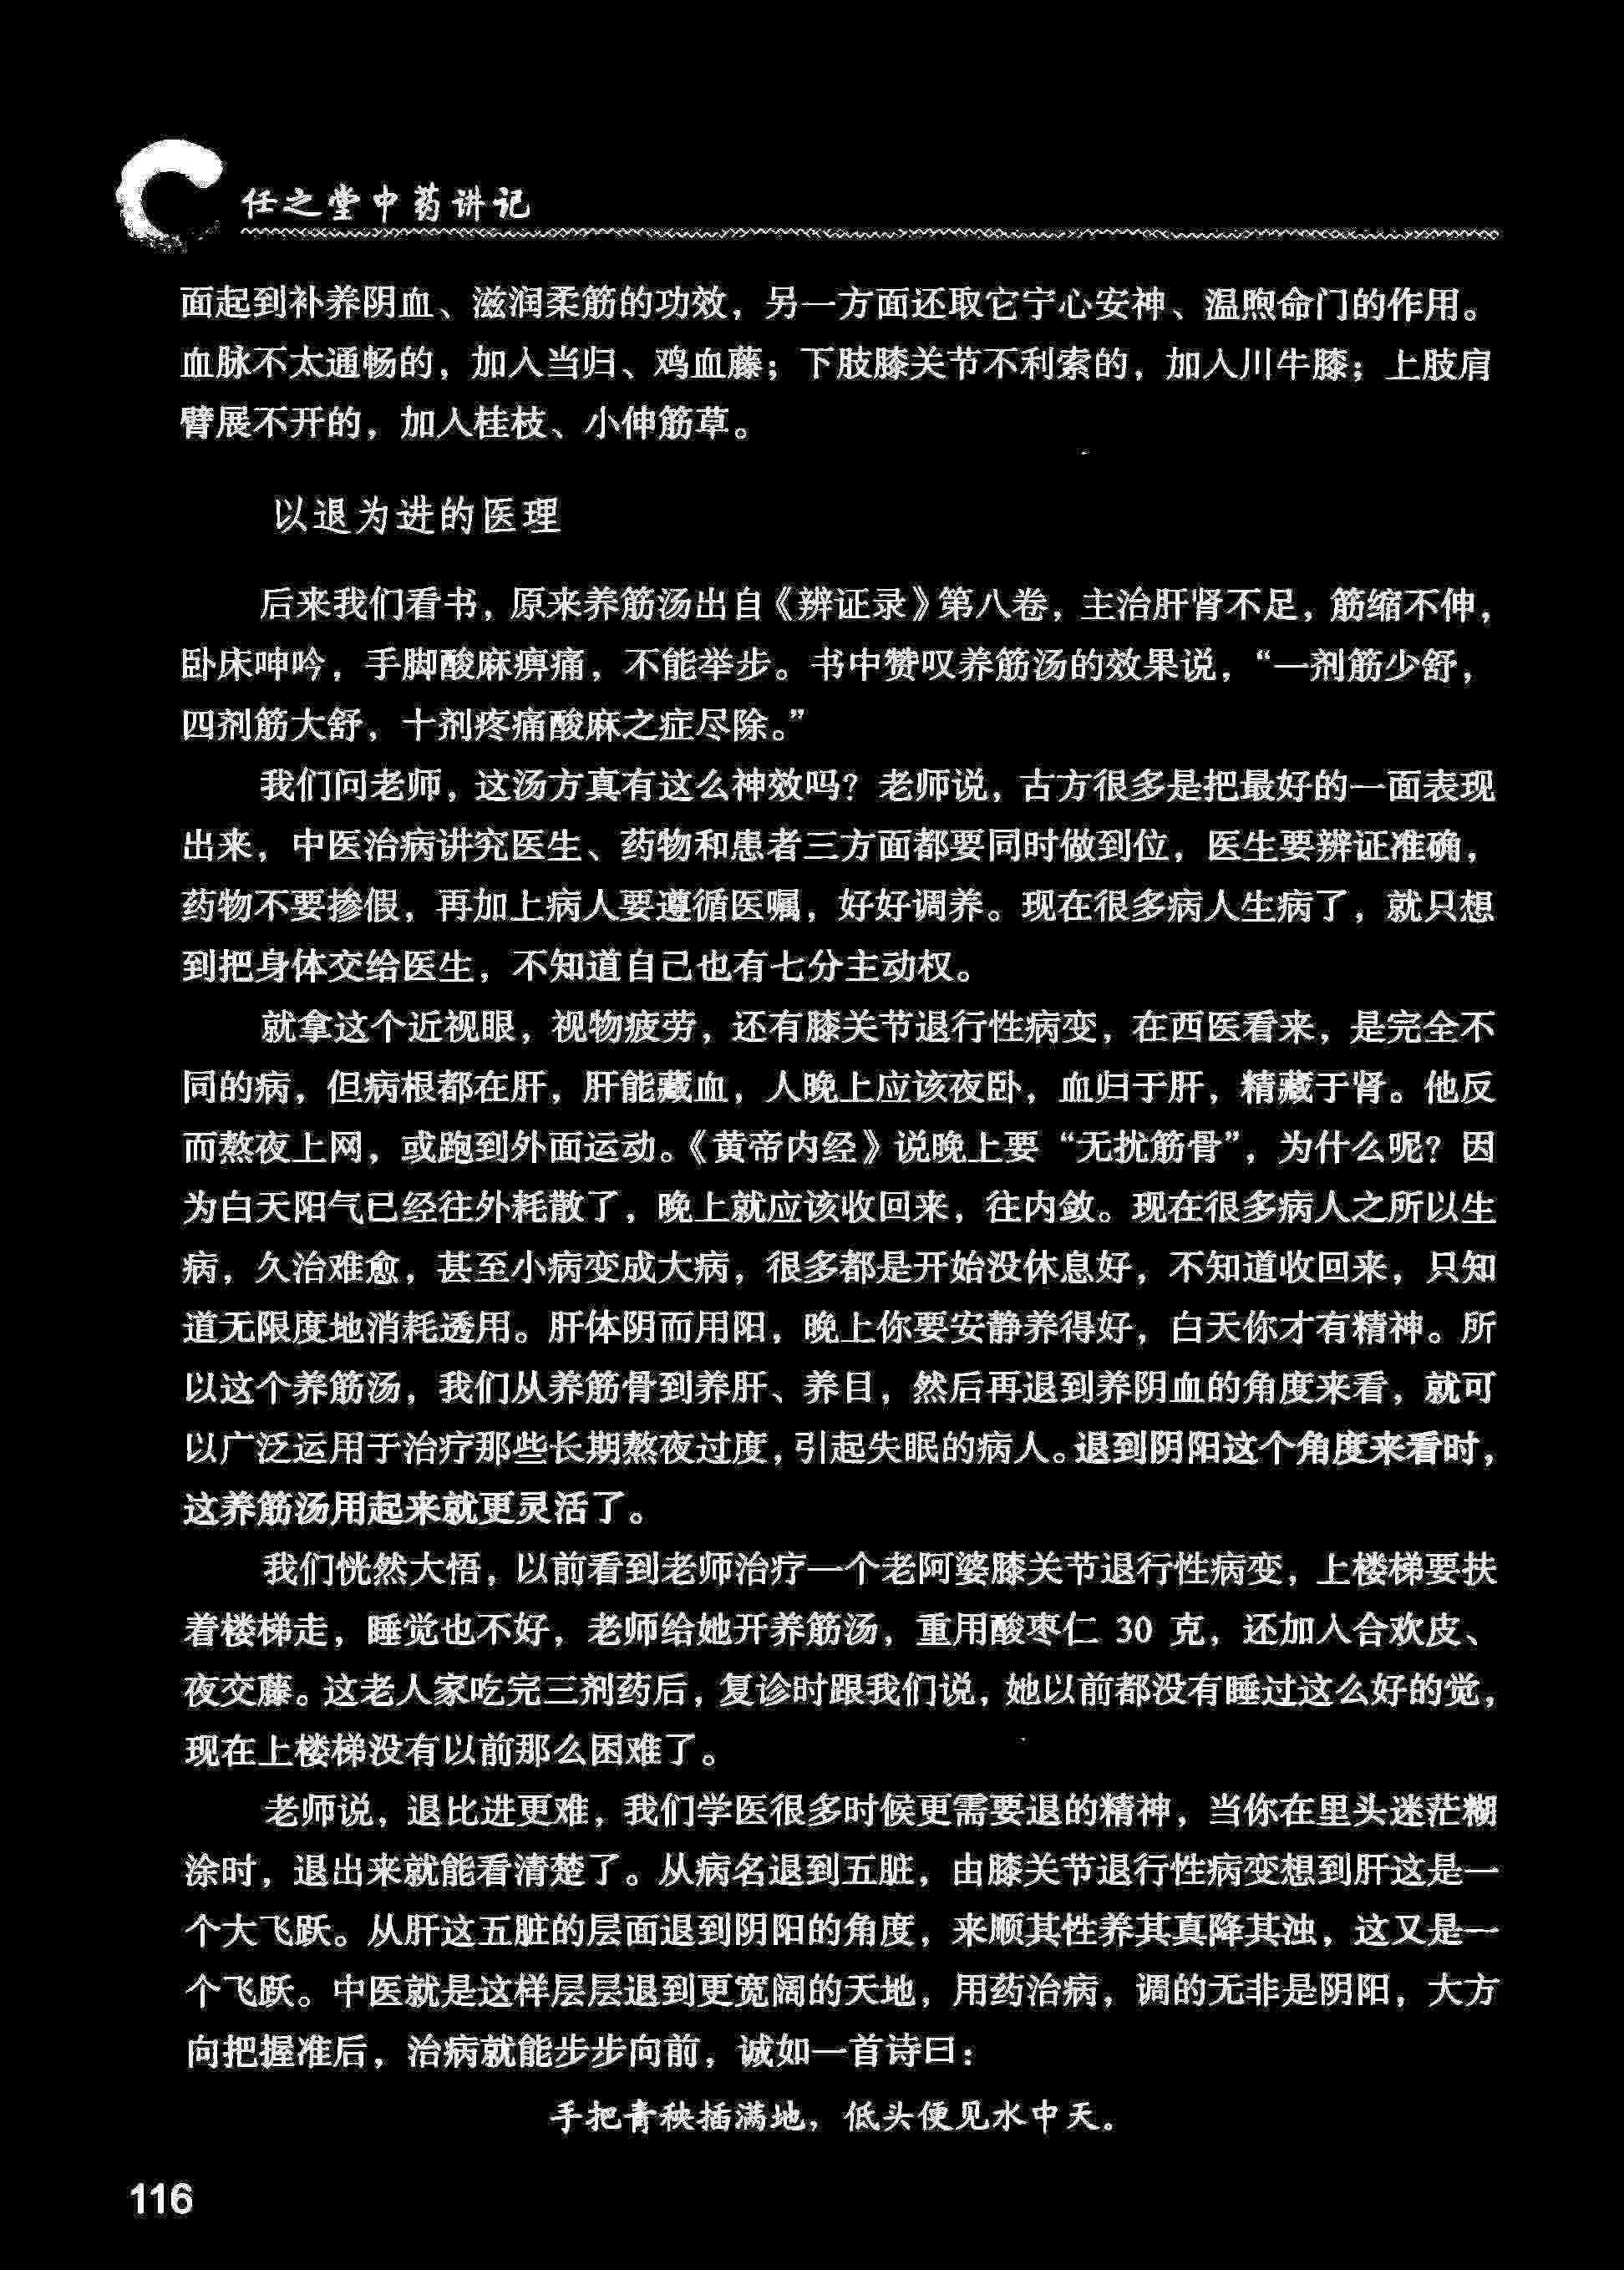 任之堂中药讲记
面起到补养阴血、滋润柔筋的功效，另一方面还取它宁心安神、温煦命门的作用。
血脉不太通畅的，加入当归、鸡血藤；下肢膝关节不利索的，加入川牛膝；上肢肩
臂展不开的，加入桂枝、小伸筋草。
以退为进的医理
后来我们看书，原来养筋汤出自《辨证录》第八卷，主治肝肾不足，筋缩不伸，
卧床呻吟，手脚酸麻痹痛，不能举步。书中赞叹养筋汤的效果说，“一剂筋少舒，
四剂筋大舒，十剂疼痛酸麻之症尽除。”
我们问老师，这汤方真有这么神效吗？老师说，古方很多是把最好的一面表现
出来，中医治病讲究医生、药物和患者三方面都要同时做到位，医生要辨证准确，
药物不要掺假，再加上病人要遵循医嘱，好好调养。现在很多病人生病了，就只想
到把身体交给医生，不知道自己也有七分主动权。
就拿这个近视眼，视物疲劳，还有膝关节退行性病变，在西医看来，是完全不
同的病，但病根都在肝，肝能藏血，人晚上应该夜卧，血归于肝，精藏于肾。他反
而熬夜上网，或跑到外面运动。《黄帝内经》说晚上要“无扰筋骨”，为什么呢？因
为白天阳气已经往外耗散了，晚上就应该收回来，往内敛。现在很多病人之所以生
病，久治难愈，甚至小病变成大病，很多都是开始没休息好，不知道收回来，只知
道无限度地消耗透用。肝体阴而用阳，晚上你要安静养得好，白天你才有精神。所
以这个养筋汤，我们从养筋骨到养肝、养目，然后再退到养阴血的角度来看，就可
以广泛运用于治疗那些长期熬夜过度，引起失眠的病人。退到阴阳这个角度来看时，
这养筋汤用起来就更灵活了。
我们恍然大悟，以前看到老师治疗一个老阿婆膝关节退行性病变，上楼梯要扶
着楼梯走，睡觉也不好，老师给她开养筋汤，重用酸枣仁 30 克，还加入合欢皮、
夜交藤。这老人家吃完三剂药后，复诊时跟我们说，她以前都没有睡过这么好的觉，
现在上楼梯没有以前那么困难了。
老师说，退比进更难，我们学医很多时候更需要退的精神，当你在里头迷茫糊
涂时，退出来就能看清楚了。从病名退到五脏，由膝关节退行性病变想到肝这是一
个大飞跃。从肝这五脏的层面退到阴阳的角度，来顺其性养其真降其浊，这又是一
个飞跃。中医就是这样层层退到更宽阔的天地，用药治病，调的无非是阴阳，大方
向把握准后，治病就能步步向前，诚如一首诗曰：
手把青秧插满地，低头便见水中天。
116